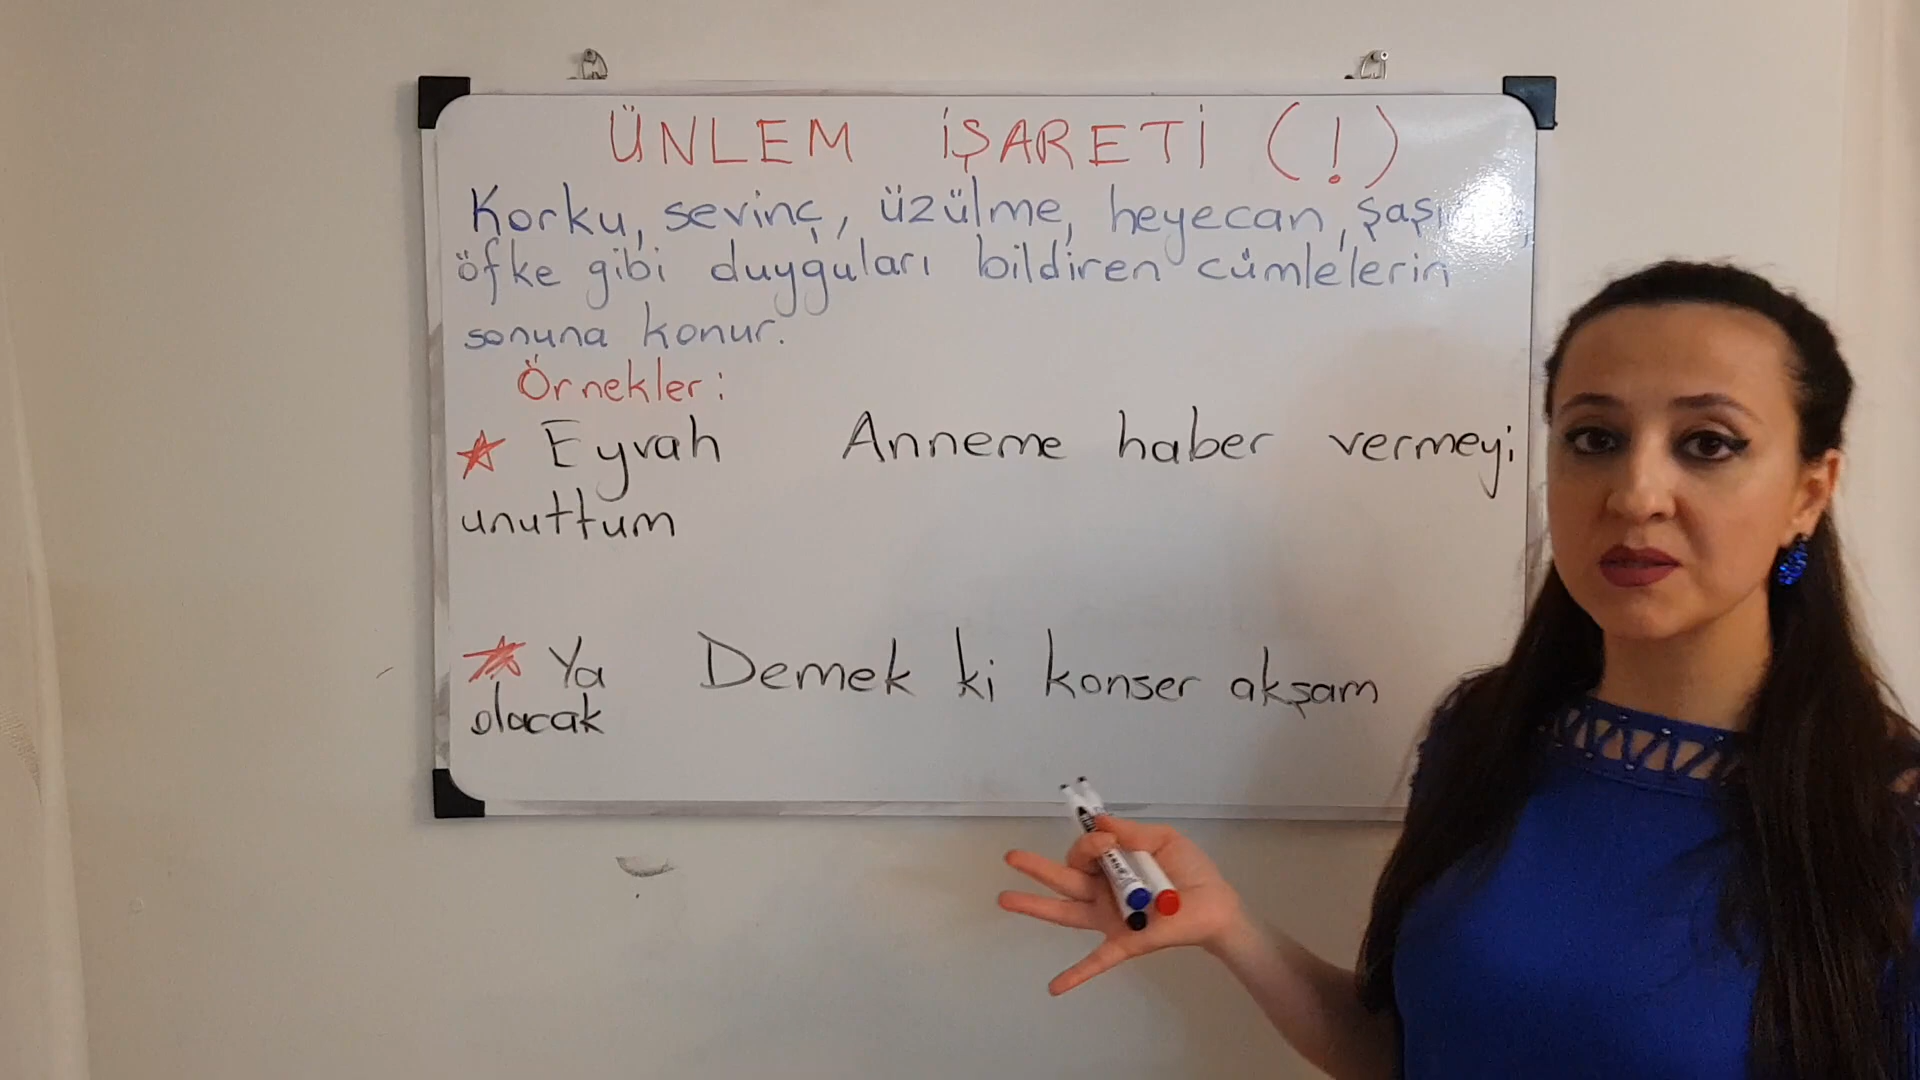 ÜNLEM İŞARETİ (!)
Korku, sevinç, üzülme, heyecan,
öfke gibi duyguları bildiren cümlelerin
sonuna konur.
Örnekler:
Eyvah Anneme haber vermeyi
unuttum
Ya Demek ki konser akşam
olacak